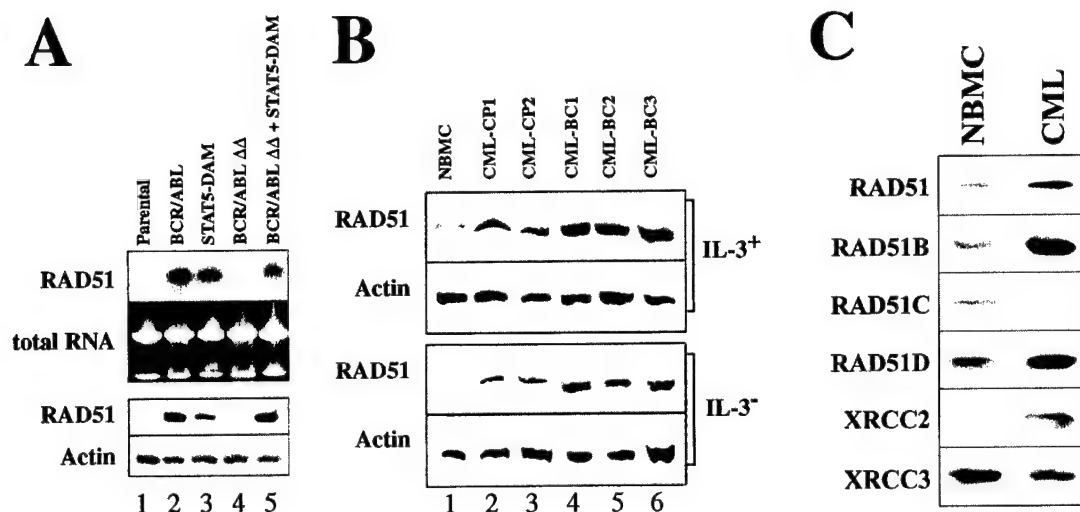 A
Parental
BCR/ABL
STAT5-DAM
BCR/ABL ΔΔ
BCR/ABL ΔΔ + STAT5-DAM
RAD51
total RNA
RAD51
Actin
1 2 3 4 5
B
NBMC
CML-CP1
CML-CP2
CML-BC1
CML-BC2
CML-BC3
RAD51
Actin
IL-3+
RAD51
Actin
IL-3-
1 2 3 4 5 6
C
NBMC
CML
RAD51
RAD51B
RAD51C
RAD51D
XRCC2
XRCC3